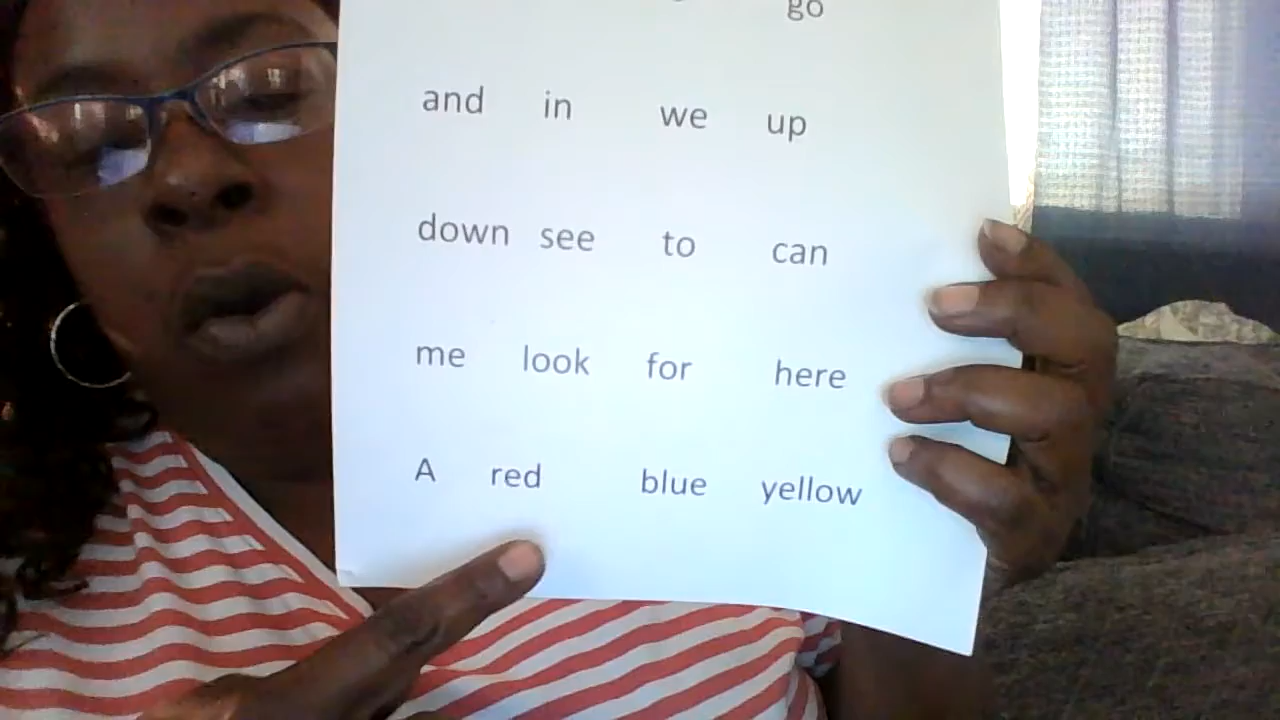 go
and in we up
down see to can
me look for here
A red blue yellow